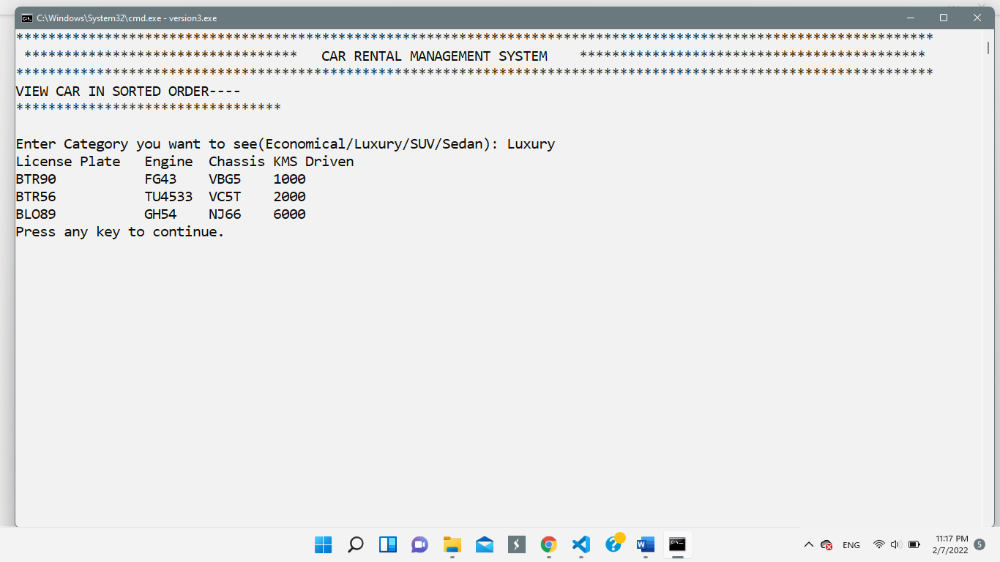 C:\Windows\System32\cmd.exe - version3.exe
******************************************************************************************************************
********************************** CAR RENTAL MANAGEMENT SYSTEM *******************************************
******************************************************************************************************************
VIEW CAR IN SORTED ORDER----
*********************************
Enter Category you want to see(Economical/Luxury/SUV/Sedan): Luxury
License Plate Engine Chassis KMS Driven
BTR90 FG43 VBG5 1000
BTR56 TU4533 VC5T 2000
BLO89 GH54 NJ66 6000
Press any key to continue.
ENG
11:17 PM
2/7/2022
5